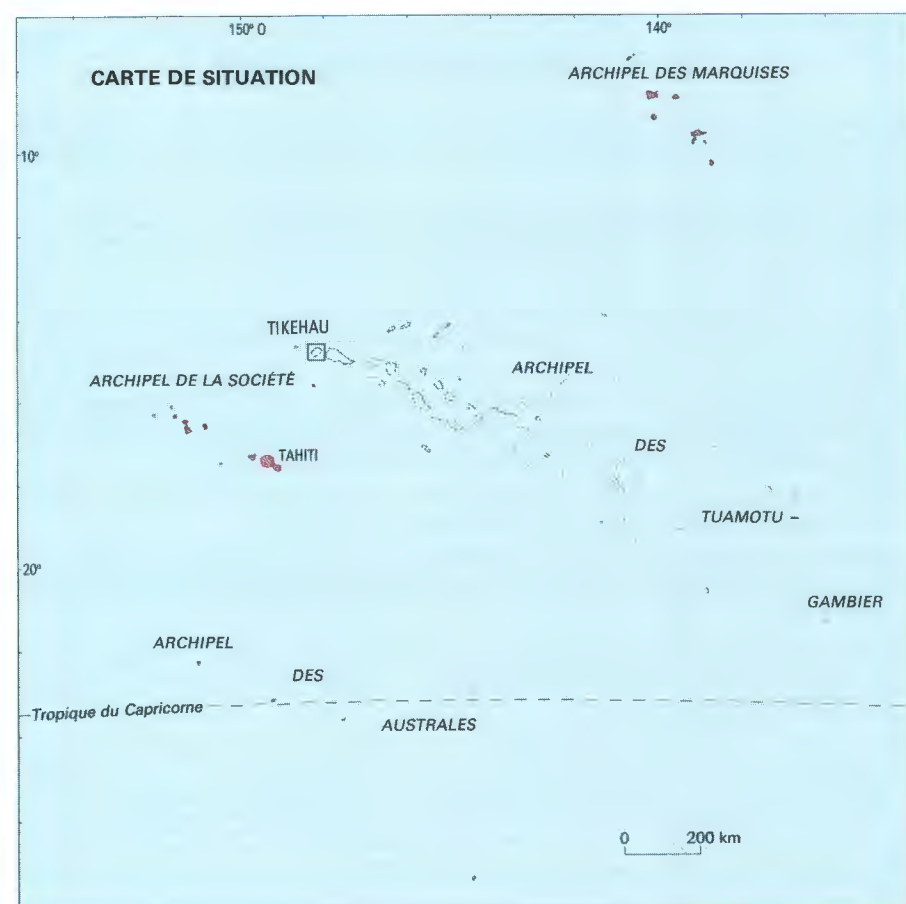 150° O
140°
CARTE DE SITUATION
ARCHIPEL DES MARQUISES
10°
TIKEHAU
ARCHIPEL DE LA SOCIÉTÉ
ARCHIPEL
DES
TAHITI
TUAMOTU –
20°
GAMBIER
ARCHIPEL
DES
Tropique du Capricorne
AUSTRALES
0 200 km